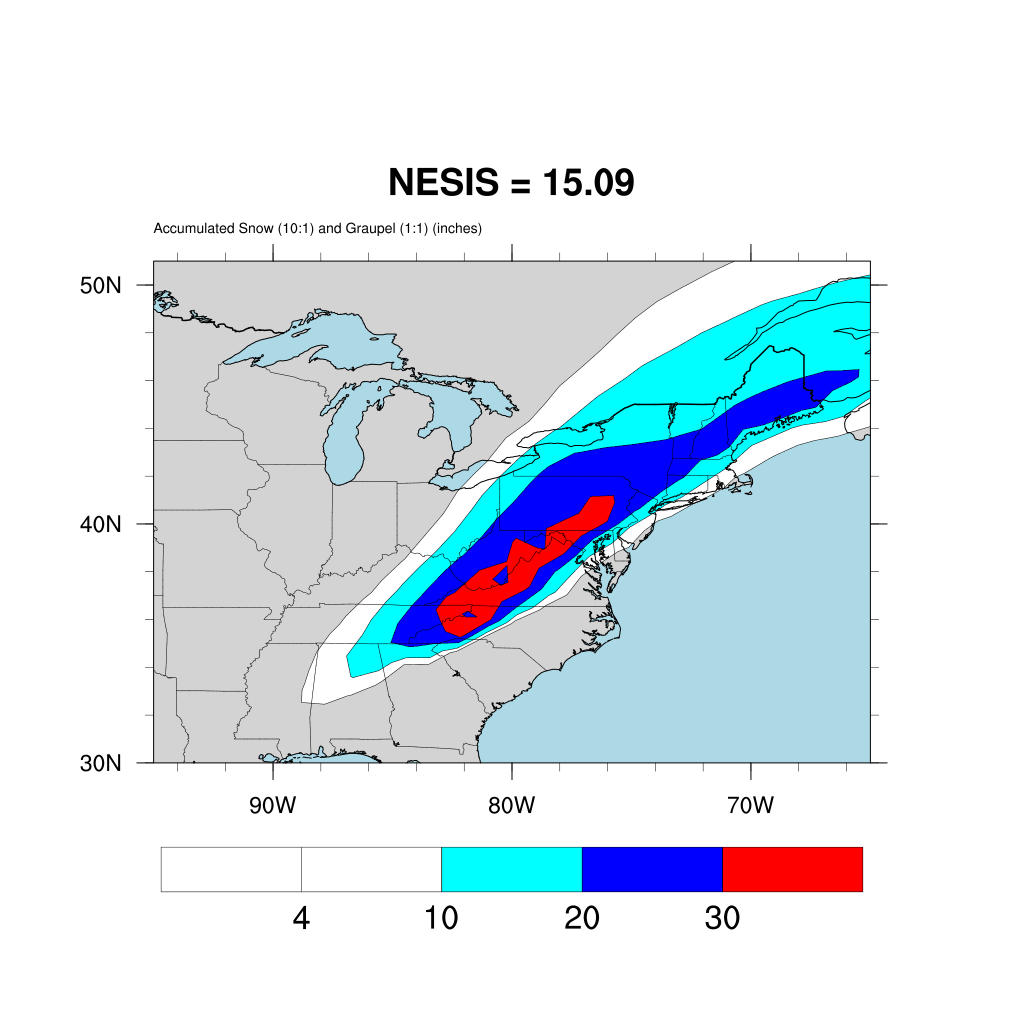 NESIS = 15.09
Accumulated Snow (10:1) and Graupel (1:1) (inches)
50N
40N
30N
90W 80W 70W
4 10 20 30